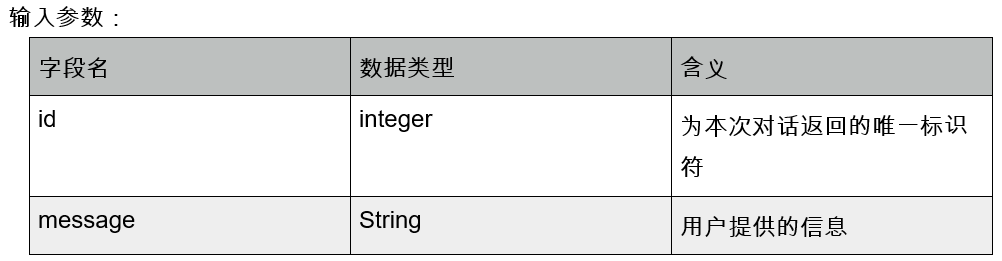 输入参数：
字段名 数据类型 含义
id integer 为本次对话返回的唯一标识
符
message String 用户提供的信息